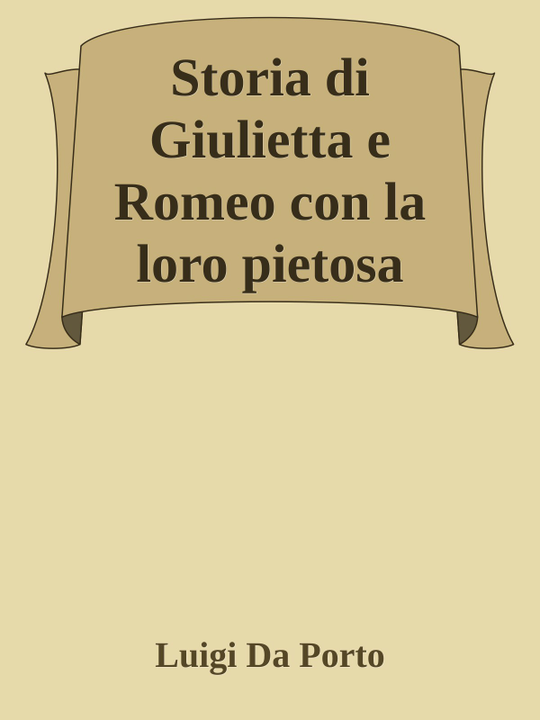 Storia di
Giulietta e
Romeo con la
loro pietosa
Luigi Da Porto